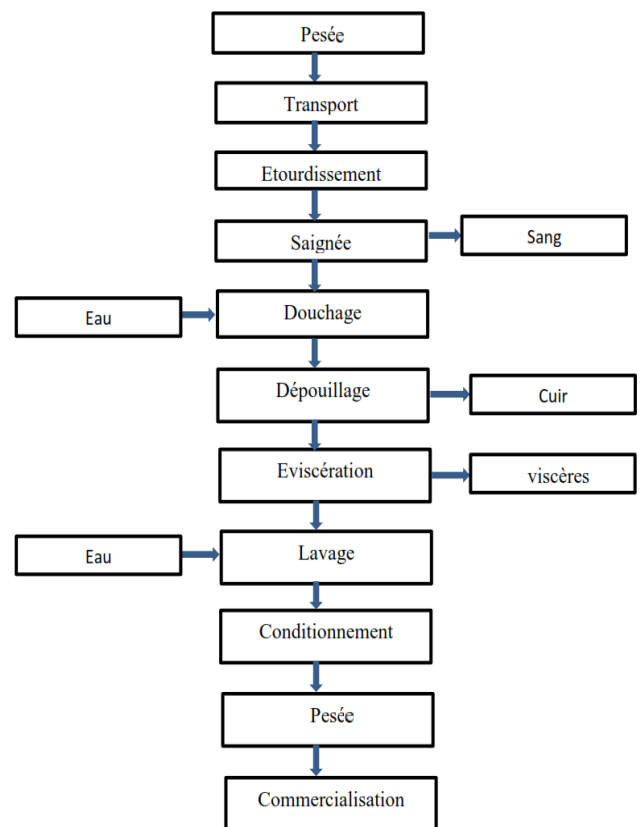 Pesée
Transport
Etourdissement
Saignée
Sang
Eau
Douchage
Dépouillage
Cuir
Eviscération
viscères
Eau
Lavage
Conditionnement
Pesée
Commercialisation